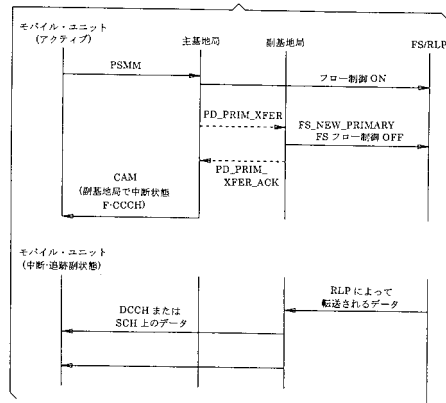 モバイル・ユニット
(アクティブ)
主基地局
副基地局
FS/RLP
PSMM
フロー制御 ON
PD_PRIM_XFER
FS_NEW_PRIMARY
FS フロー制御 OFF
PD_PRIM_
XFER_ACK
CAM
(副基地局で中断状態
F-CCCH)
モバイル・ユニット
(中断-追跡副状態)
DCCH または
SCH 上のデータ
RLP によって
転送されるデータ